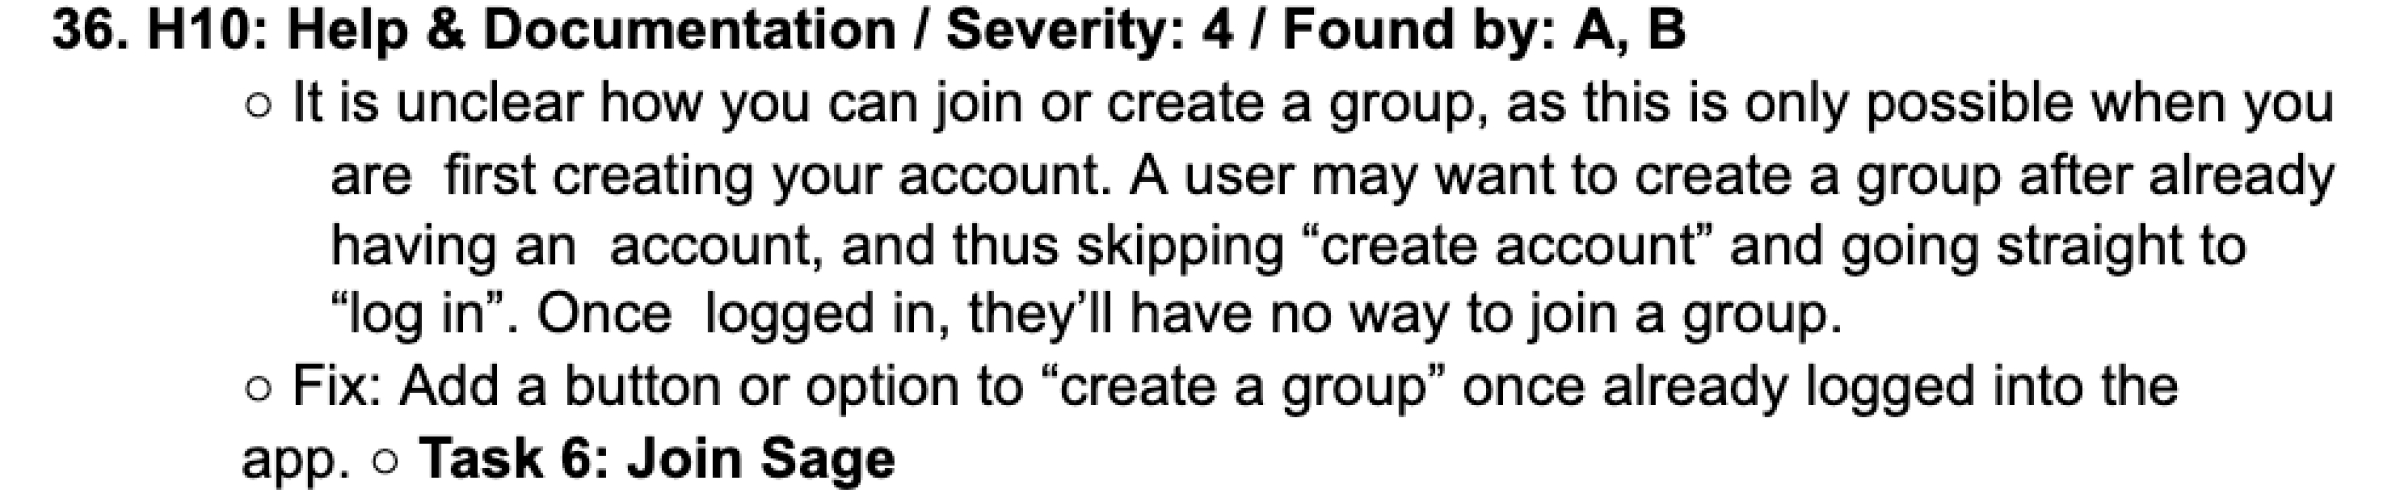 36. H10: Help & Documentation / Severity: 4 / Found by: A, B
○ It is unclear how you can join or create a group, as this is only possible when you
are  first creating your account. A user may want to create a group after already
having an  account, and thus skipping “create account” and going straight to
“log in”. Once  logged in, they’ll have no way to join a group.
○ Fix: Add a button or option to “create a group” once already logged into the
app. ○ Task 6: Join Sage